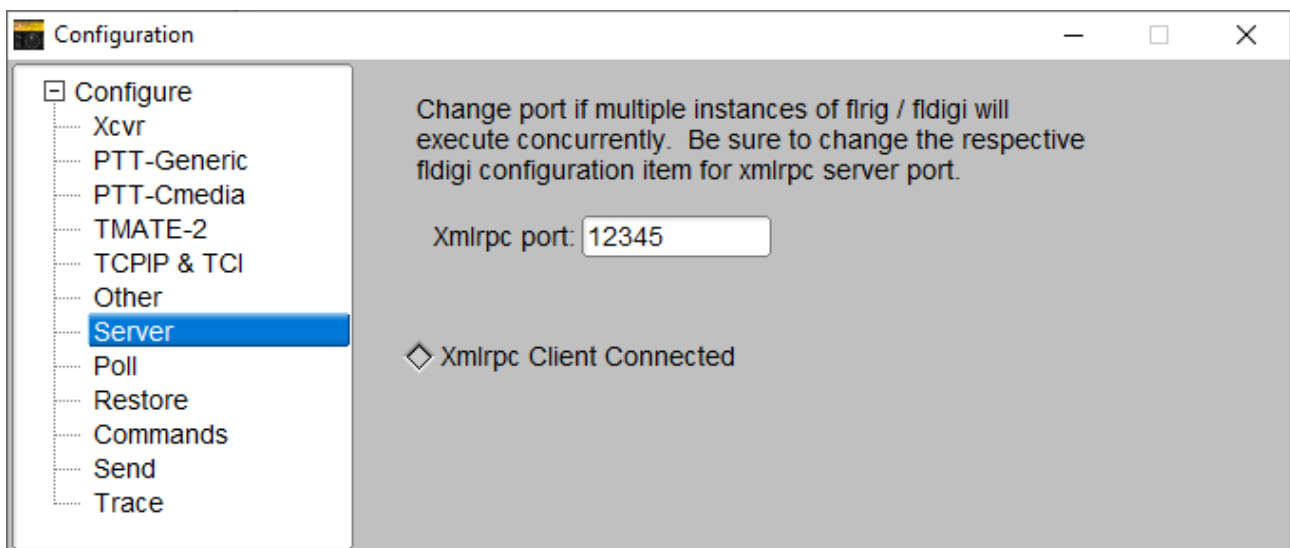 Configuration
Configure
Xcvr
PTT-Generic
PTT-Cmedia
TMATE-2
TCPIP & TCI
Other
Server
Poll
Restore
Commands
Send
Trace
Change port if multiple instances of flrig / fldigi will
execute concurrently.  Be sure to change the respective
fldigi configuration item for xmlrpc server port.
Xmlrpc port: 12345
Xmlrpc Client Connected